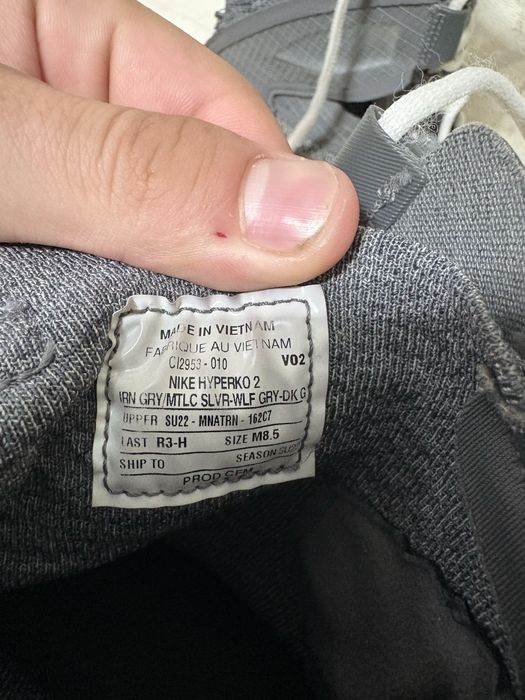 MADE IN VIETNAM
FABRIQUE AU VIETNAM
CI2953 - 010 V02
NIKE HYPERKO 2
IRN GRY/MTLC SLVR-WLF GRY-DK G
UPPER SU22 - MNATRN - 162C7
LAST R3-H SIZE M8.5
SHIP TO SEASON
PROD